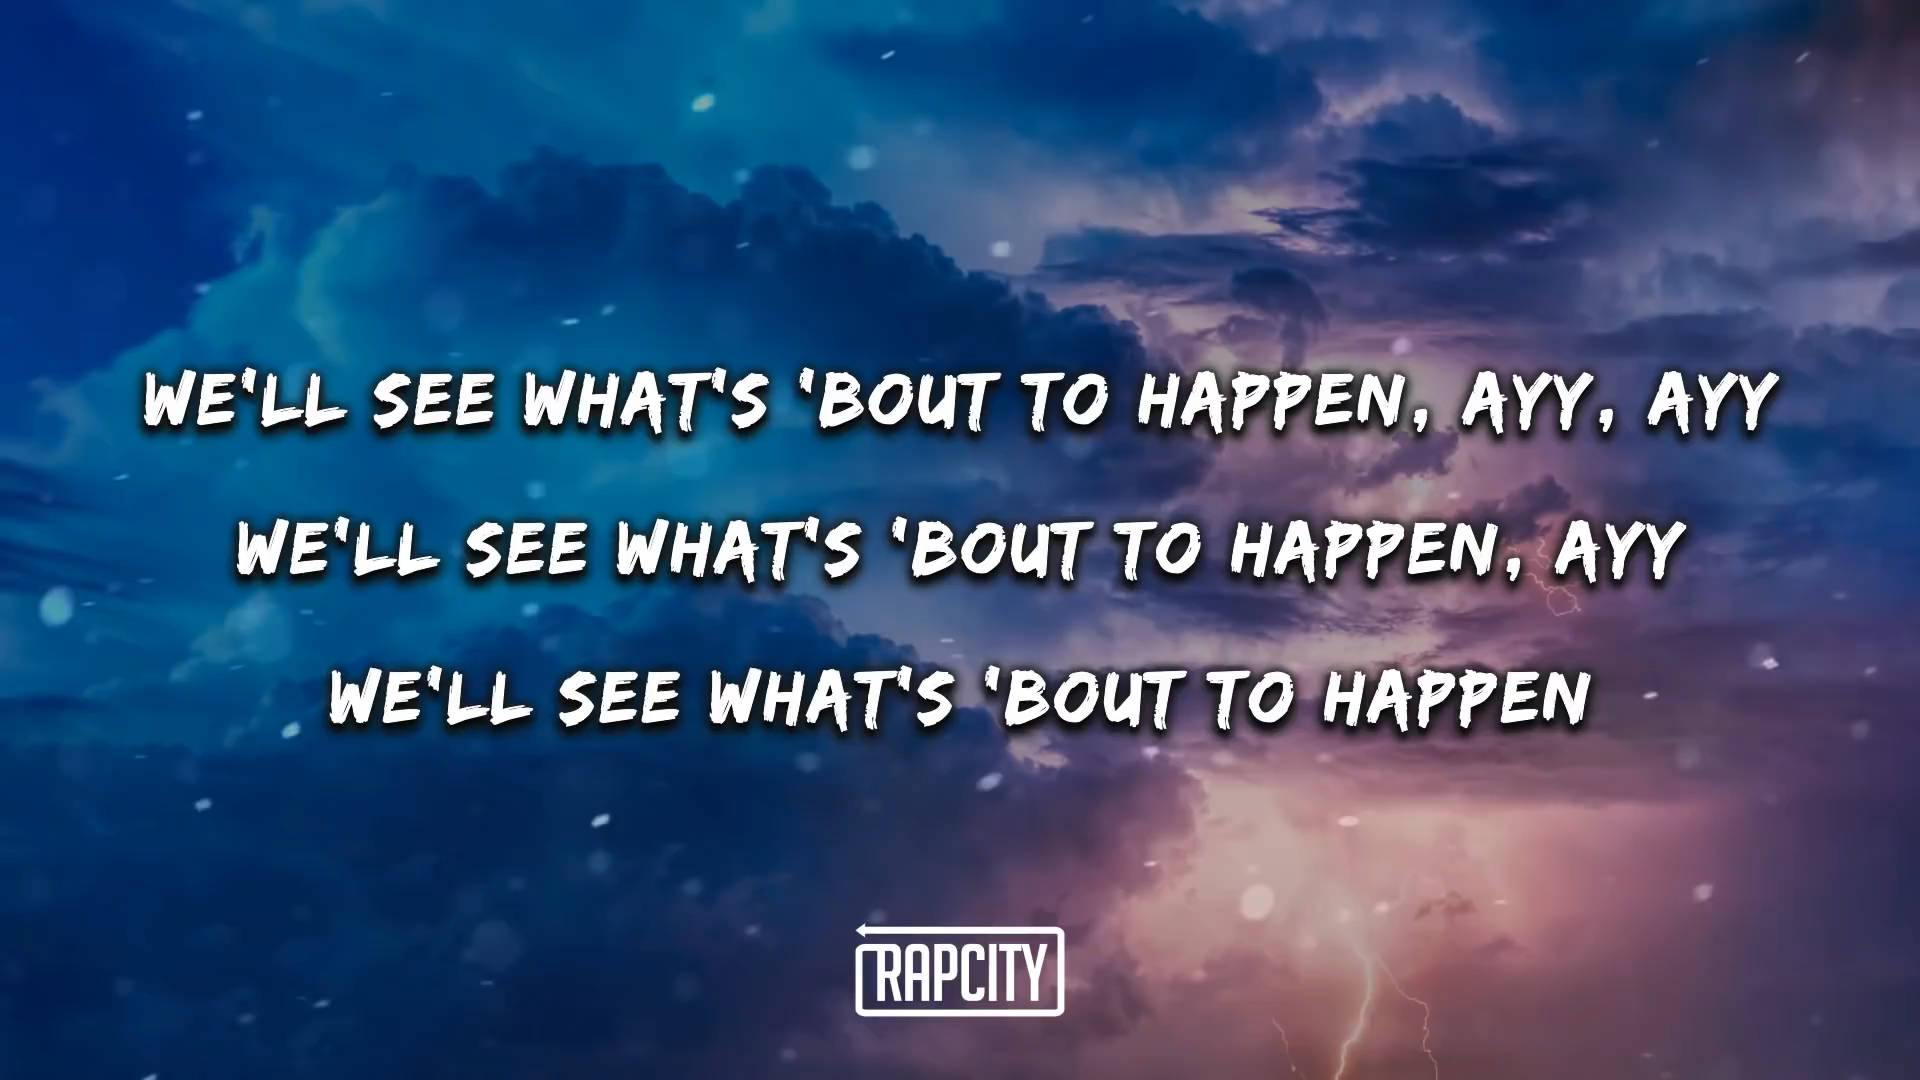 WE'LL SEE WHAT'S 'BOUT TO HAPPEN, AYY, AYY
WE'LL SEE WHAT'S 'BOUT TO HAPPEN, AYY
WE'LL SEE WHAT'S 'BOUT TO HAPPEN
RAPCITY